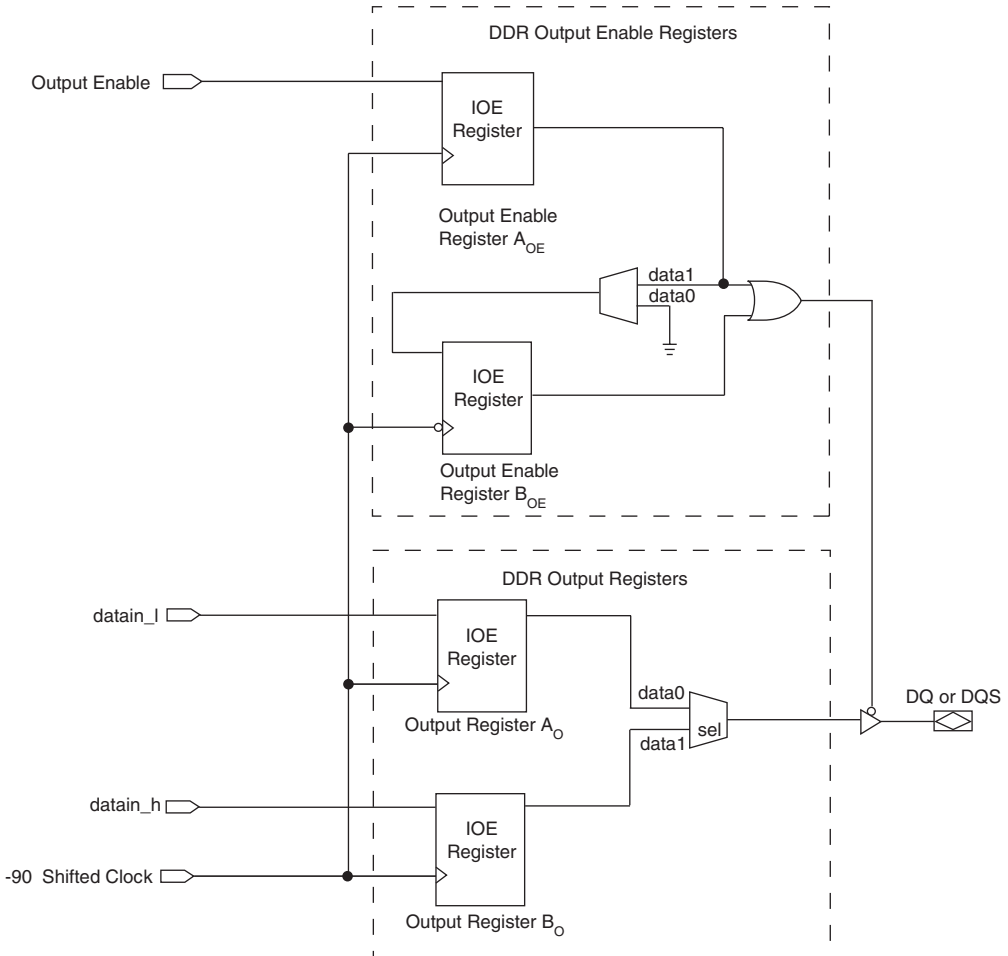 DDR Output Enable Registers
Output Enable
IOE
Register
Output Enable
Register A_OE
data1
data0
IOE
Register
Output Enable
Register B_OE
DDR Output Registers
datain_l
IOE
Register
Output Register A_O
data0
sel
data1
DQ or DQS
datain_h
IOE
Register
-90 Shifted Clock
Output Register B_O